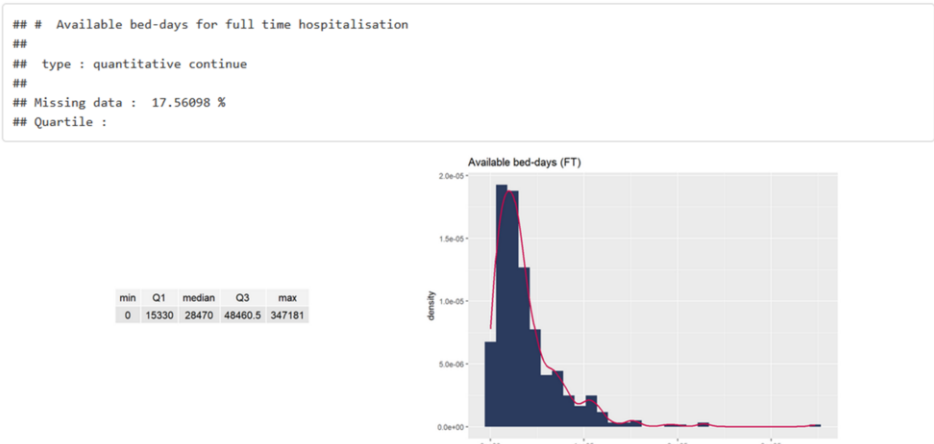 ## #  Available bed-days for full time hospitalisation
##
##  type : quantitative continue
##
## Missing data :  17.56098 %
## Quartile :
Available bed-days (FT)
2.0e-05
1.5e-05
1.0e-05
5.0e-06
0.0e+00
density
min Q1 median Q3 max
0 15330 28470 48460.5 347181